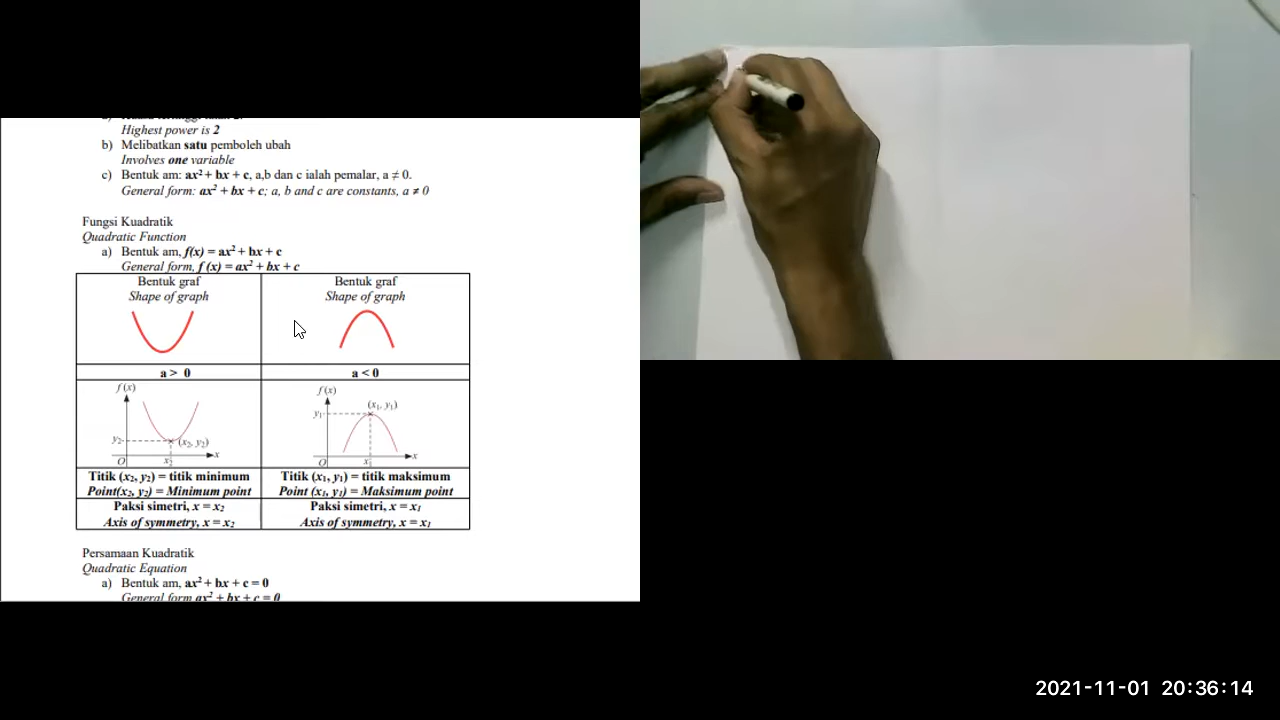 Highest power is 2
b) Melibatkan satu pemboleh ubah
Involves one variable
c) Bentuk am: ax² + bx + c, a,b dan c ialah pemalar, a ≠ 0.
General form: ax² + bx + c; a, b and c are constants, a ≠ 0
Fungsi Kuadratik
Quadratic Function
a) Bentuk am, f(x) = ax² + bx + c
General form, f (x) = ax² + bx + c
Bentuk graf
Shape of graph
Bentuk graf
Shape of graph
a > 0
a < 0
f(x)
y₂
(x₂, y₂)
O
x₂
x
f(x)
y₁
(x₁, y₁)
O
x₁
x
Titik (x₂, y₂) = titik minimum
Point(x₂, y₂) = Minimum point
Titik (x₁, y₁) = titik maksimum
Point (x₁, y₁) = Maksimum point
Paksi simetri, x = x₂
Axis of symmetry, x = x₂
Paksi simetri, x = x₁
Axis of symmetry, x = x₁
Persamaan Kuadratik
Quadratic Equation
a) Bentuk am, ax² + bx + c = 0
General form ax² + bx + c = 0
2021-11-01 20:36:14